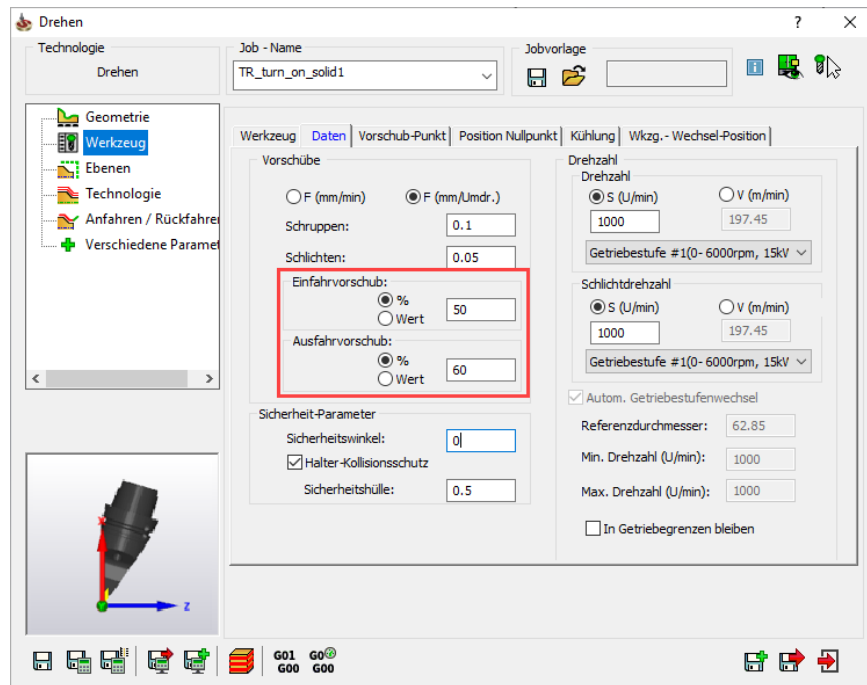 Drehen
?
Technologie
Drehen
Job - Name
TR_turn_on_solid1
Jobvorlage
Geometrie
Werkzeug
Ebenen
Technologie
Anfahren / Rückfahren
Verschiedene Paramet
Werkzeug Daten Vorschub-Punkt Position Nullpunkt Kühlung Wkzg.- Wechsel-Position
Vorschübe
F (mm/min) F (mm/Umdr.)
Schruppen: 0.1
Schlichten: 0.05
Einfahrvorschub:
%
Wert
50
Ausfahrvorschub:
%
Wert
60
Sicherheit-Parameter
Sicherheitswinkel: 0
Halter-Kollisionsschutz
Sicherheitshülle: 0.5
Drehzahl
Drehzahl
S (U/min) V (m/min)
1000 197.45
Getriebestufe #1(0- 6000rpm, 15kV
Schlichtdrehzahl
S (U/min) V (m/min)
1000 197.45
Getriebestufe #1(0- 6000rpm, 15kV
Autom. Getriebestufenwechsel
Referenzdurchmesser: 62.85
Min. Drehzahl (U/min): 1000
Max. Drehzahl (U/min): 1000
In Getriebegrenzen bleiben
X
Z
G01 G0
G00 G00